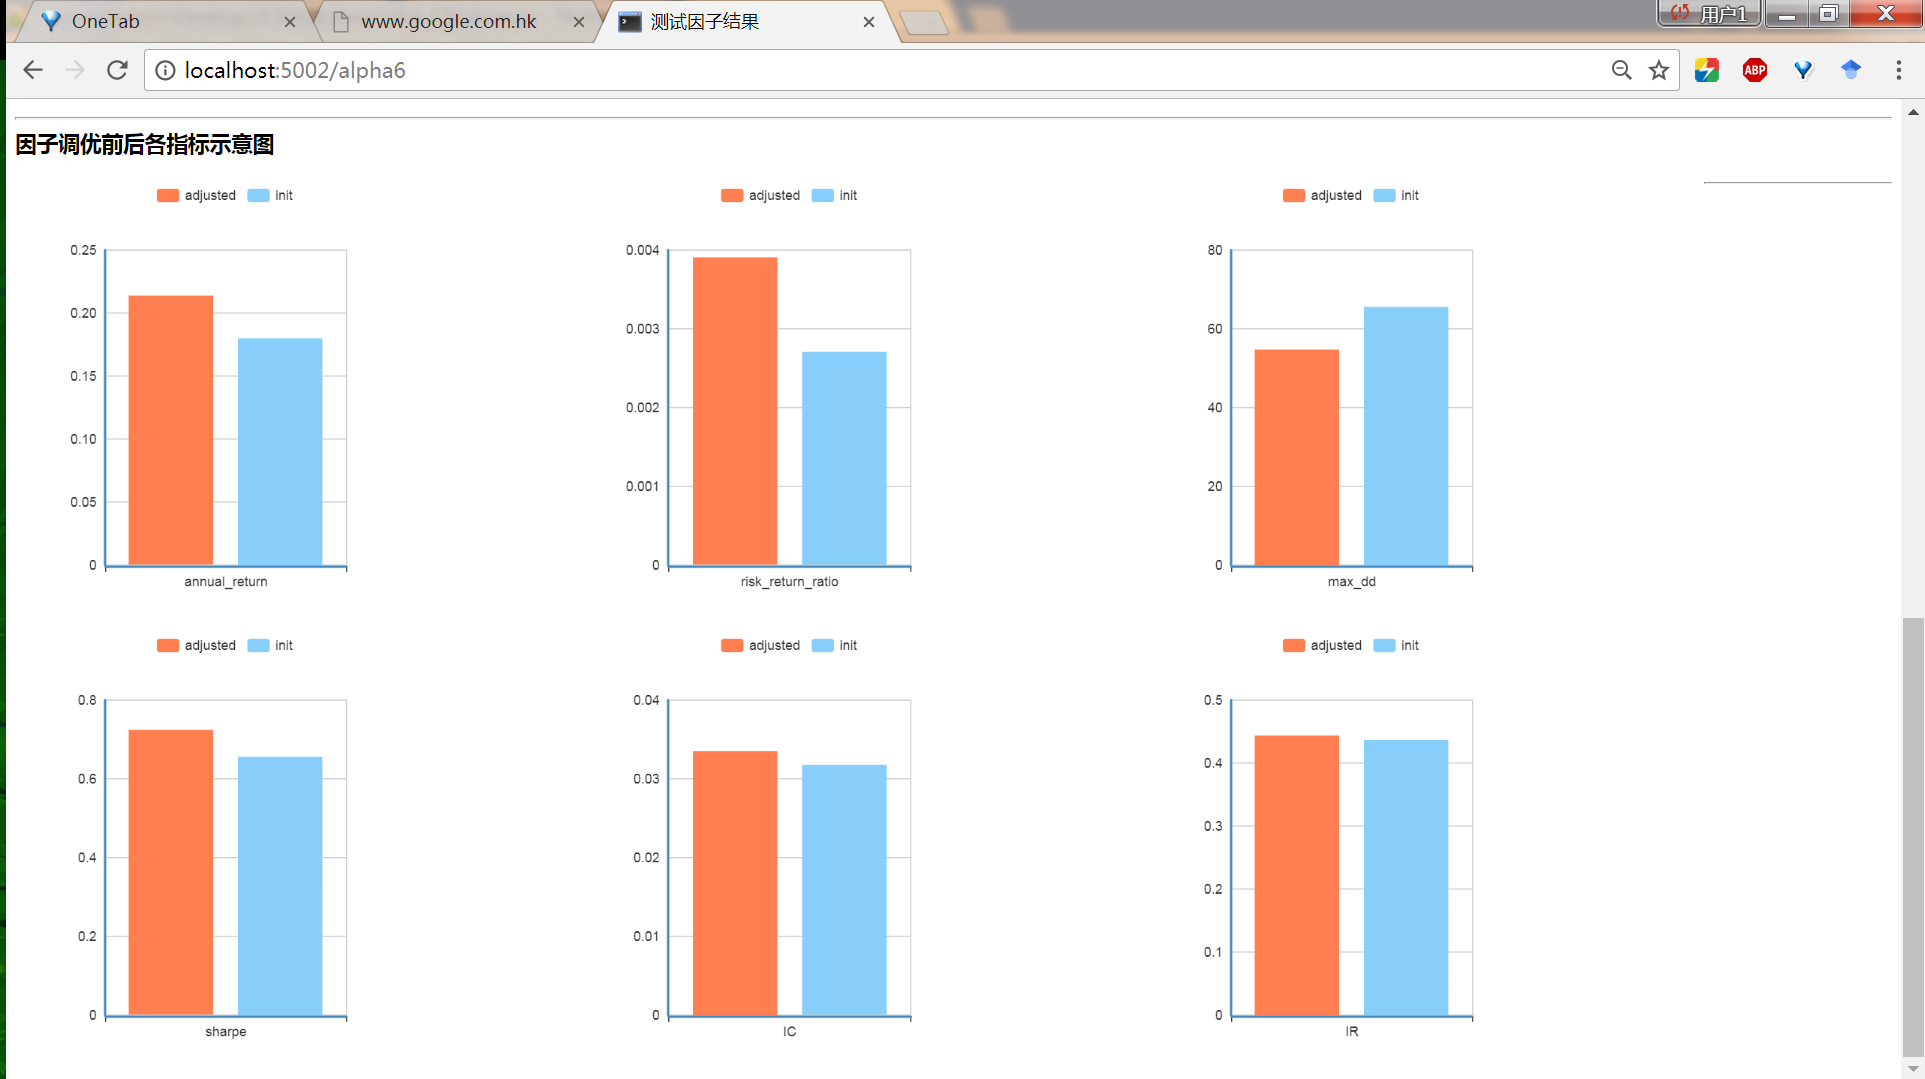 OneTab
www.google.com.hk
测试因子结果
用户1
localhost:5002/alpha6
ABP
因子调优前后各指标示意图
adjusted init
0.25
0.20
0.15
0.10
0.05
0
annual_return
adjusted init
0.004
0.003
0.002
0.001
0
risk_return_ratio
adjusted init
80
60
40
20
0
max_dd
adjusted init
0.8
0.6
0.4
0.2
0
sharpe
adjusted init
0.04
0.03
0.02
0.01
0
IC
adjusted init
0.5
0.4
0.3
0.2
0.1
0
IR